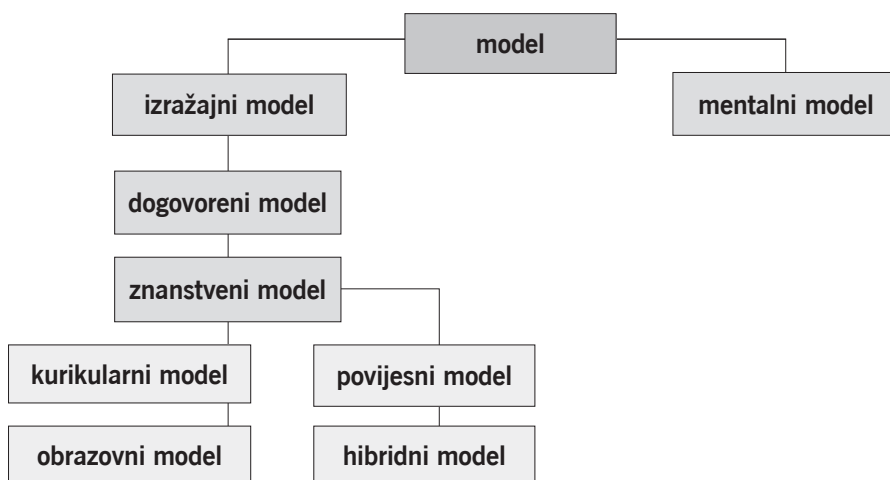 model
izražajni model
mentalni model
dogovoreni model
znanstveni model
kurikularni model
povijesni model
obrazovni model
hibridni model